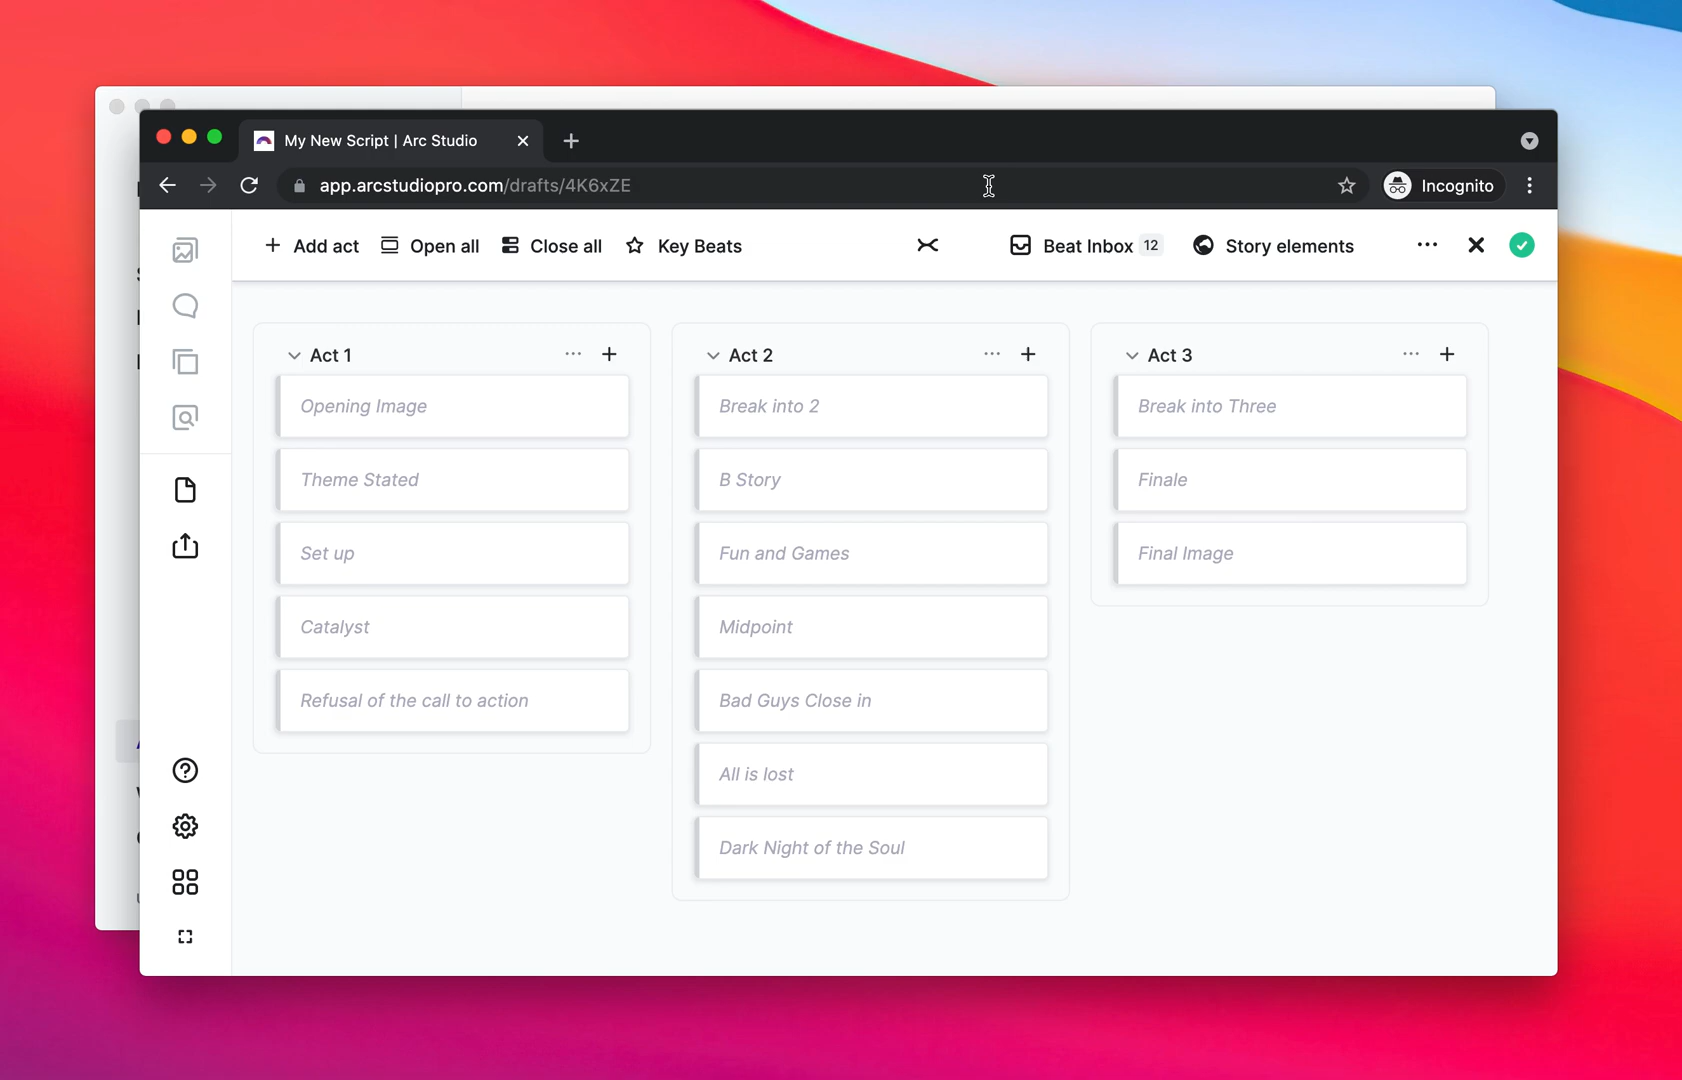 My New Script | Arc Studio
app.arcstudiopro.com/drafts/4K6xZE
Incognito
Add act
Open all
Close all
Key Beats
Beat Inbox 12
Story elements
Act 1
Opening Image
Theme Stated
Set up
Catalyst
Refusal of the call to action
Act 2
Break into 2
B Story
Fun and Games
Midpoint
Bad Guys Close in
All is lost
Dark Night of the Soul
Act 3
Break into Three
Finale
Final Image